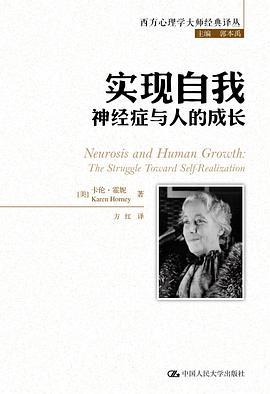 西方心理学大师经典译丛
主编 郭本禹
实现自我
神经症与人的成长
Neurosis and Human Growth:
The Struggle Toward Self-Realization
[美] 卡伦·霍妮 著
Karen Horney
方红 译
中国人民大学出版社